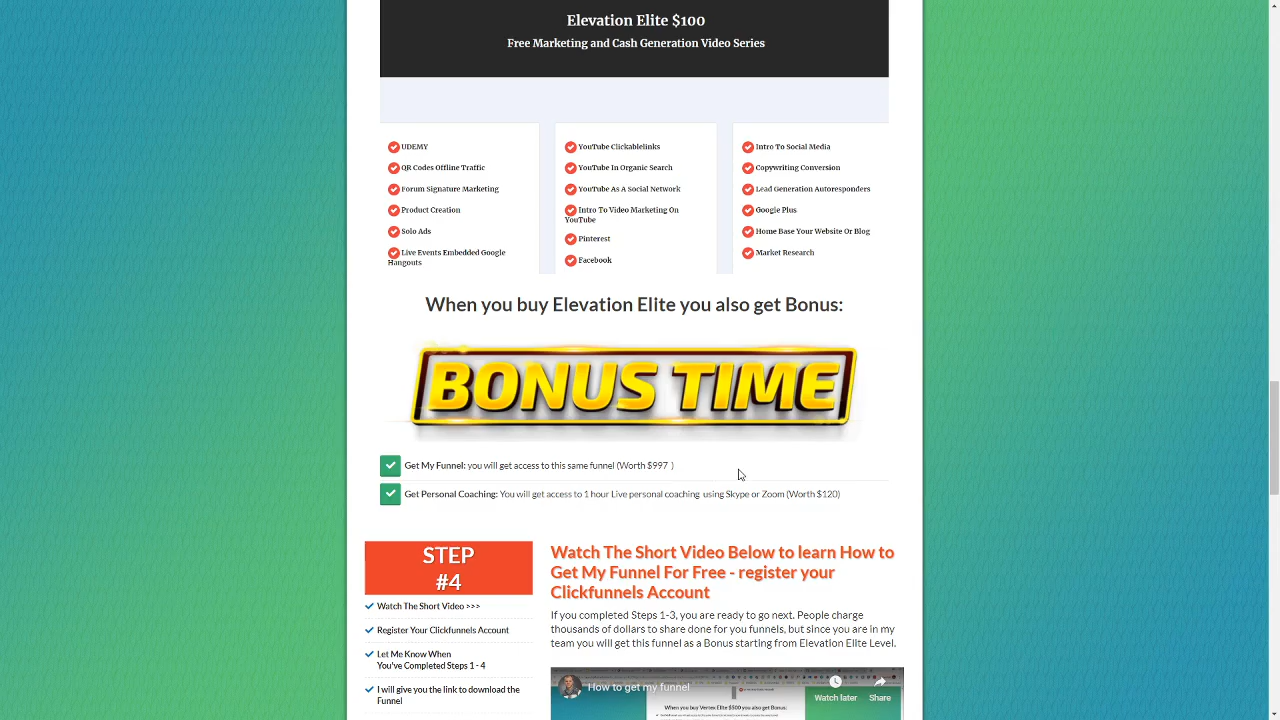 Elevation Elite $100
Free Marketing and Cash Generation Video Series
UDEMY
QR Codes Offline Traffic
Forum Signature Marketing
Product Creation
Solo Ads
Live Events Embedded Google
Hangouts
YouTube Clickablelinks
YouTube In Organic Search
YouTube As A Social Network
Intro To Video Marketing On
YouTube
Pinterest
Facebook
Intro To Social Media
Copywriting Conversion
Lead Generation Autoresponders
Google Plus
Home Base Your Website Or Blog
Market Research
When you buy Elevation Elite you also get Bonus:
BONUS TIME
Get My Funnel: you will get access to this same funnel (Worth $997 )
Get Personal Coaching: You will get access to 1 hour Live personal coaching using Skype or Zoom (Worth $120)
STEP
#4
Watch The Short Video >>>
Register Your Clickfunnels Account
Let Me Know When
You've Completed Steps 1 - 4
I will give you the link to download the
Funnel
Watch The Short Video Below to learn How to
Get My Funnel For Free - register your
Clickfunnels Account
If you completed Steps 1-3, you are ready to go next. People charge
thousands of dollars to share done for you funnels, but since you are in my
team you will get this funnel as a Bonus starting from Elevation Elite Level.
How to get my funnel
Watch later
Share
When you buy Vertex Elite $500 you also get Bonus: